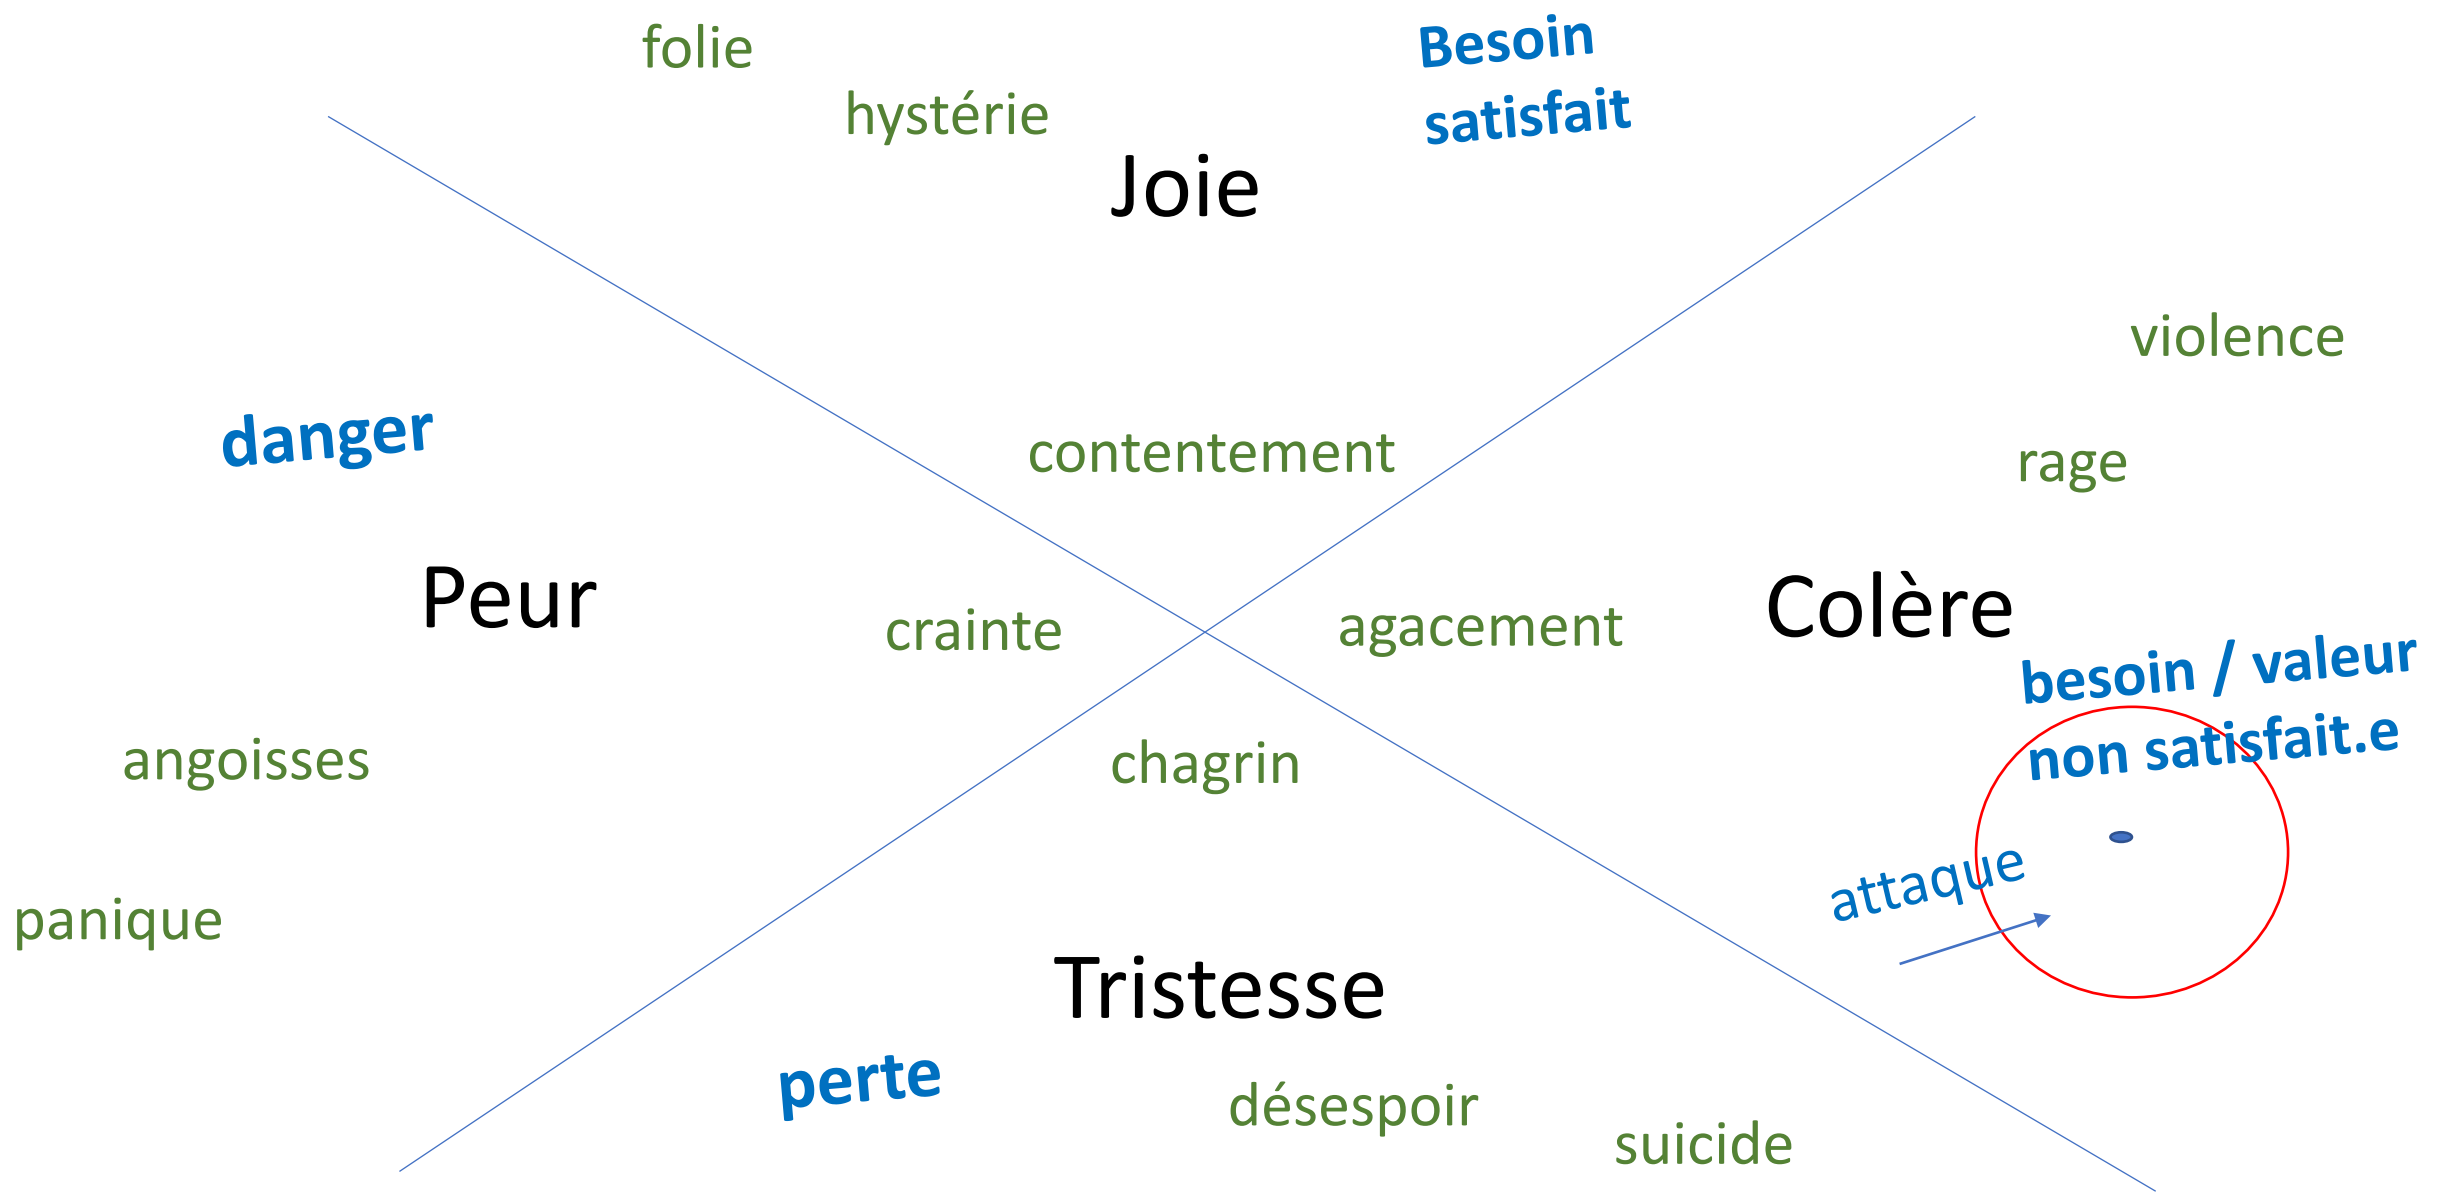 folie
Besoin
satisfait
hystérie
Joie
violence
danger
contentement
rage
Peur
crainte
agacement
Colère
besoin / valeur
non satisfait.e
angoisses
chagrin
attaque
panique
Tristesse
perte
désespoir
suicide